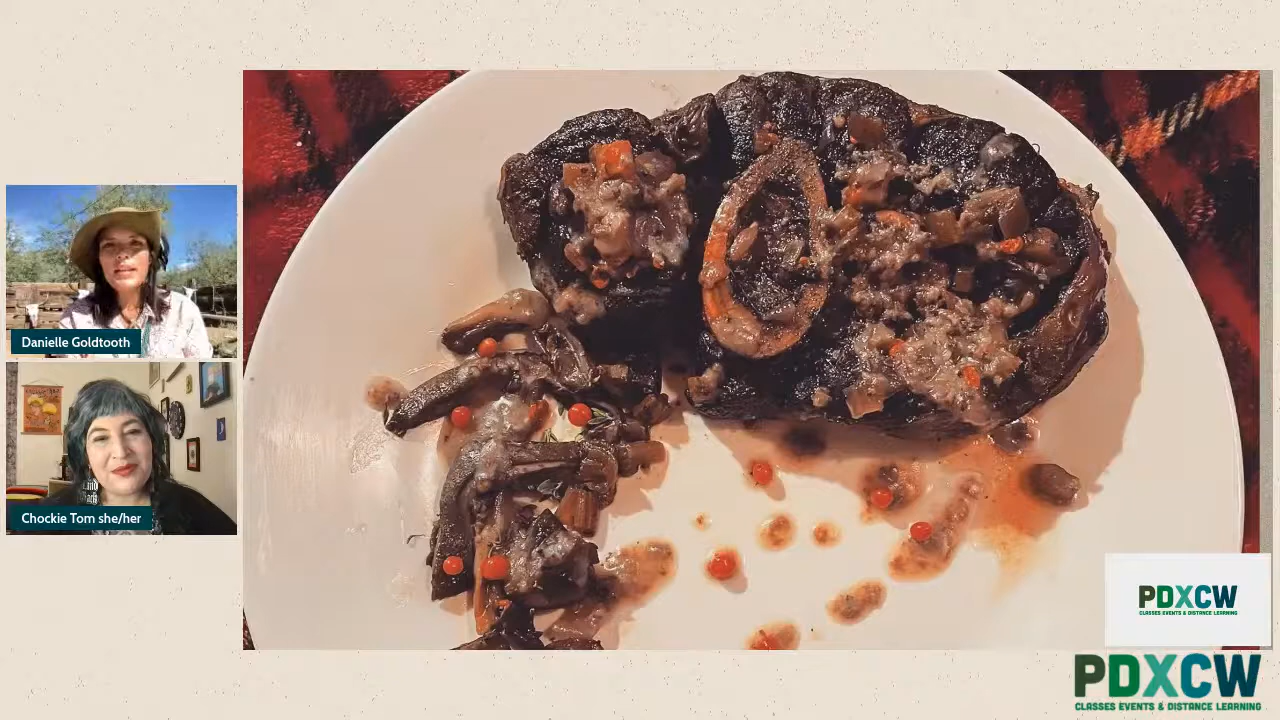 Danielle Goldtooth
Chockie Tom she/her
PDXCW
CLASSES EVENTS & DISTANCE LEARNING
PDXCW
CLASSES EVENTS & DISTANCE LEARNING